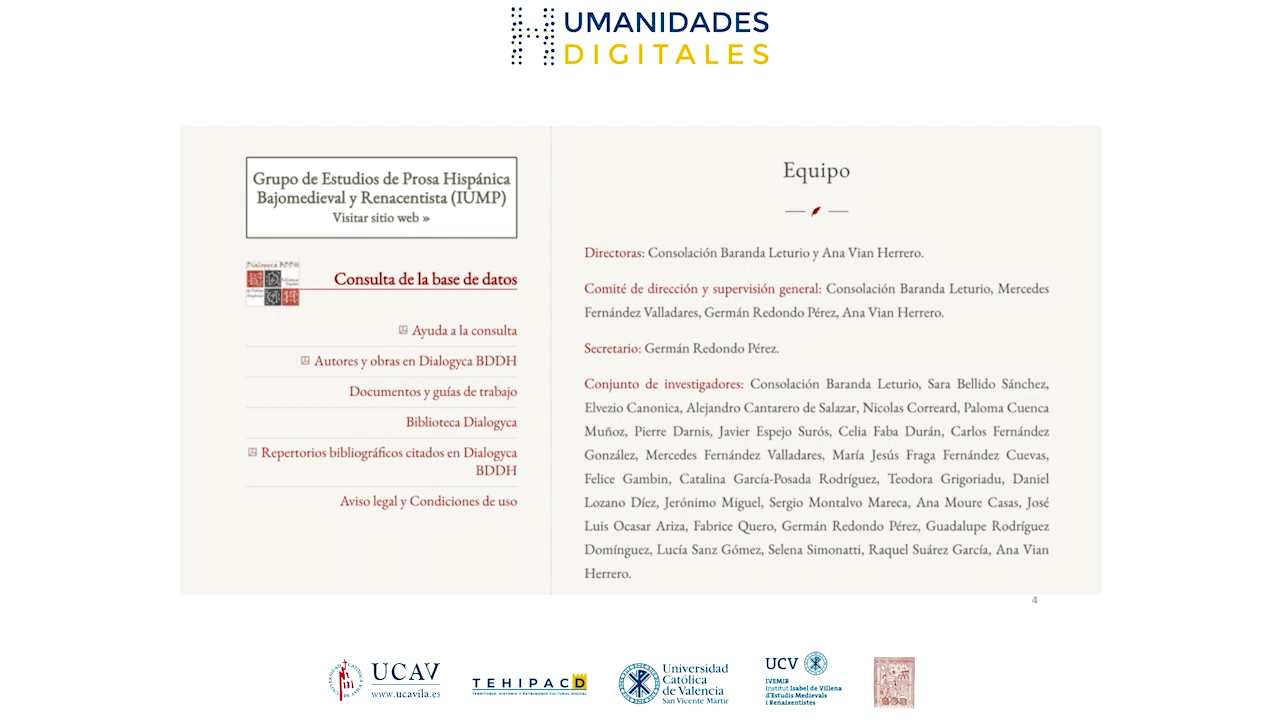 HUMANIDADES
DIGITALES
Grupo de Estudios de Prosa Hispánica
Bajomedieval y Renacentista (IUMP)
Visitar sitio web »
Dialogyca BDDH
Consulta de la base de datos
Ayuda a la consulta
Autores y obras en Dialogyca BDDH
Documentos y guías de trabajo
Biblioteca Dialogyca
Repertorios bibliográficos citados en Dialogyca
BDDH
Aviso legal y Condiciones de uso
Equipo
Directoras: Consolación Baranda Leturio y Ana Vian Herrero.
Comité de dirección y supervisión general: Consolación Baranda Leturio, Mercedes
Fernández Valladares, Germán Redondo Pérez, Ana Vian Herrero.
Secretario: Germán Redondo Pérez.
Conjunto de investigadores: Consolación Baranda Leturio, Sara Bellido Sánchez,
Elvezio Canonica, Alejandro Cantarero de Salazar, Nicolas Correard, Paloma Cuenca
Muñoz, Pierre Darnis, Javier Espejo Surós, Celia Faba Durán, Carlos Fernández
González, Mercedes Fernández Valladares, María Jesús Fraga Fernández Cuevas,
Felice Gambin, Catalina García-Posada Rodríguez, Teodora Grigoriadu, Daniel
Lozano Díez, Jerónimo Miguel, Sergio Montalvo Mareca, Ana Moure Casas, José
Luis Ocasar Ariza, Fabrice Quero, Germán Redondo Pérez, Guadalupe Rodríguez
Domínguez, Lucía Sanz Gómez, Selena Simonatti, Raquel Suárez García, Ana Vian
Herrero.
4
UCAV
www.ucavila.es
TEHIPACD
TERRITORIO, HISTORIA Y PATRIMONIO CULTURAL DIGITAL
Universidad
Católica
de Valencia
San Vicente Mártir
UCV
IVEMIR
Institut Isabel de Villena
d'Estudis Medievals
i Renaixentistes